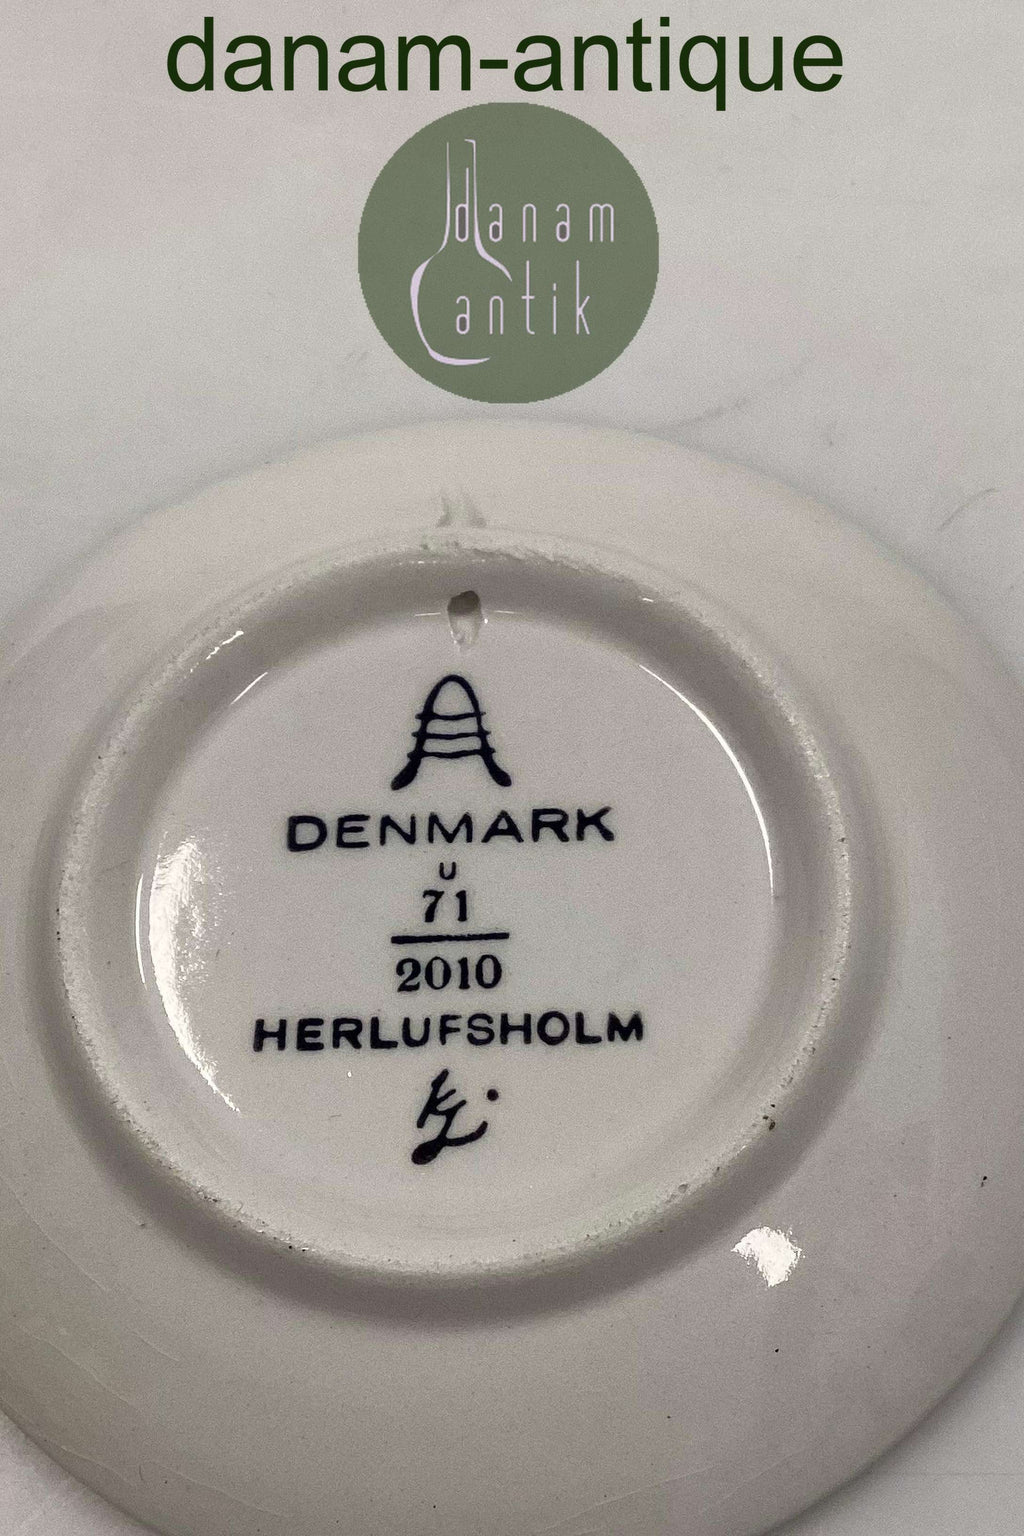 danam-antique
danam
antik
DENMARK
U
71
2010
HERLUFSHOLM